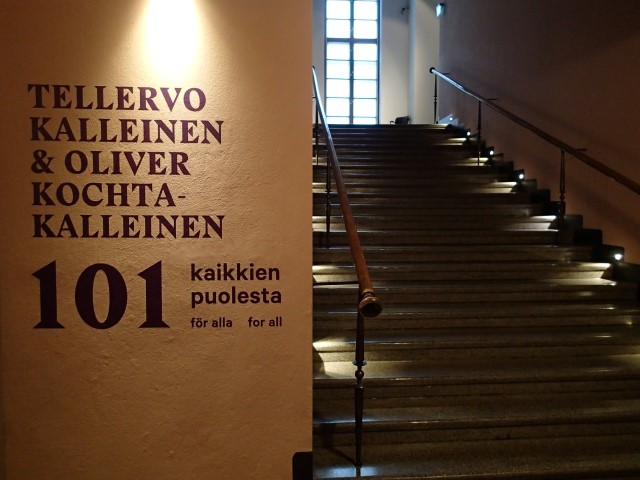 TELLERVO
KALLEINEN
& OLIVER
KOCHTA-
KALLEINEN
101 kaikkien
puolesta
för alla for all